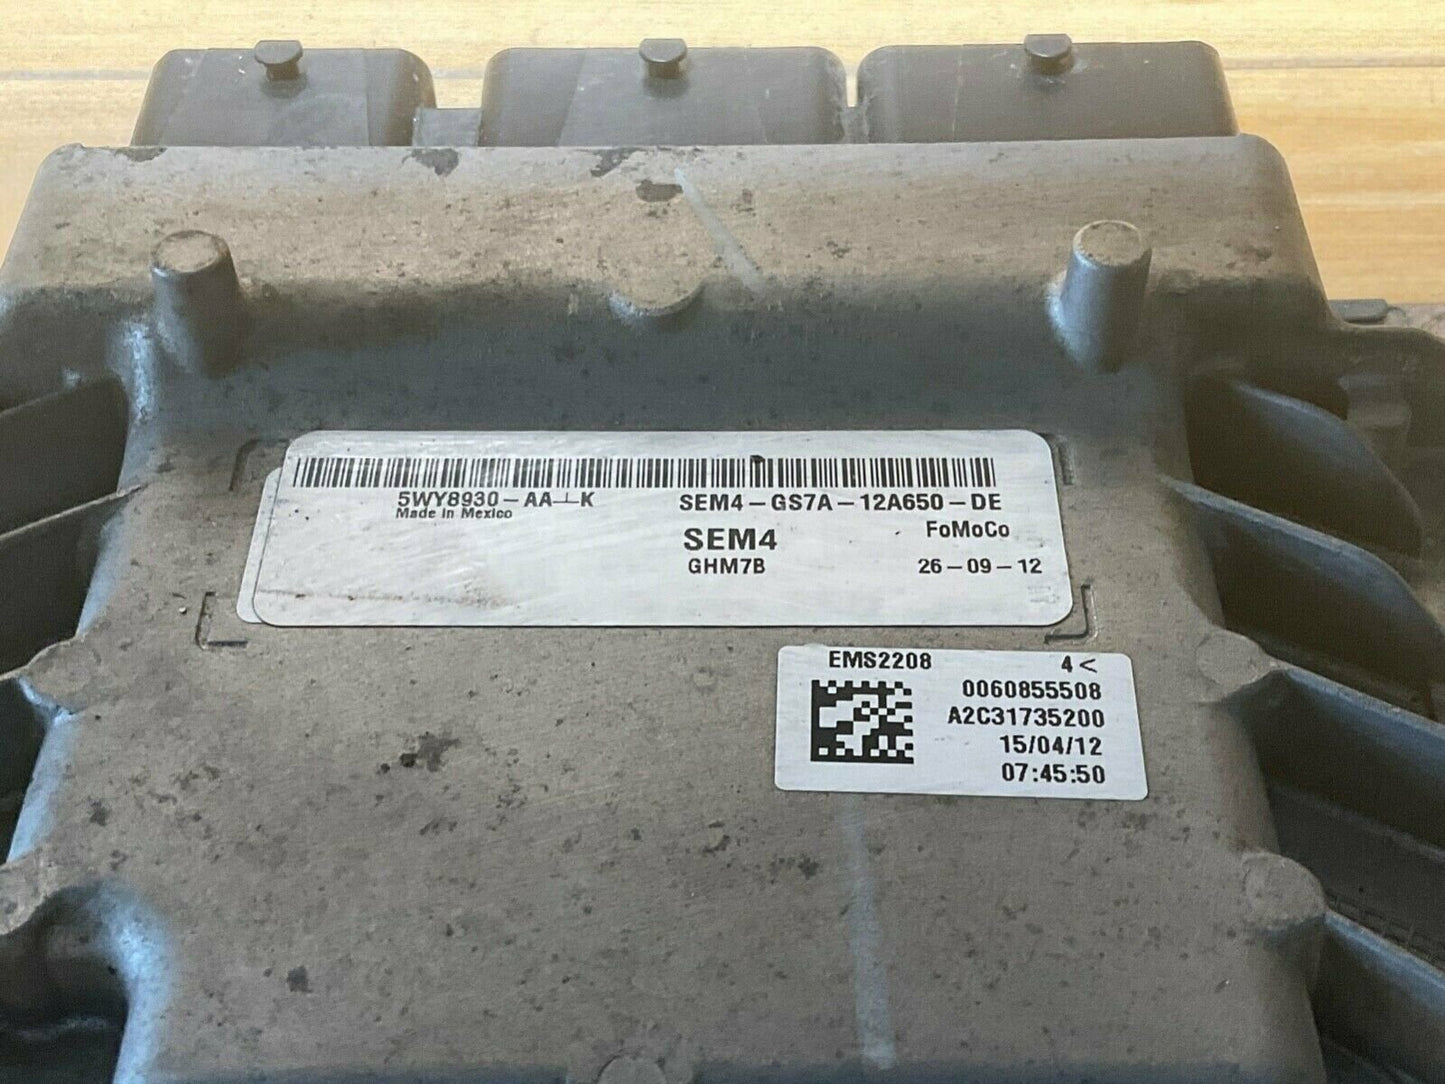 5WY8930-AA⊥K SEM4-GS7A-12A650-DE
Made in Mexico
FoMoCo
SEM4
GHM7B 26-09-12
EMS2208 4<
0060855508
A2C31735200
15/04/12
07:45:50